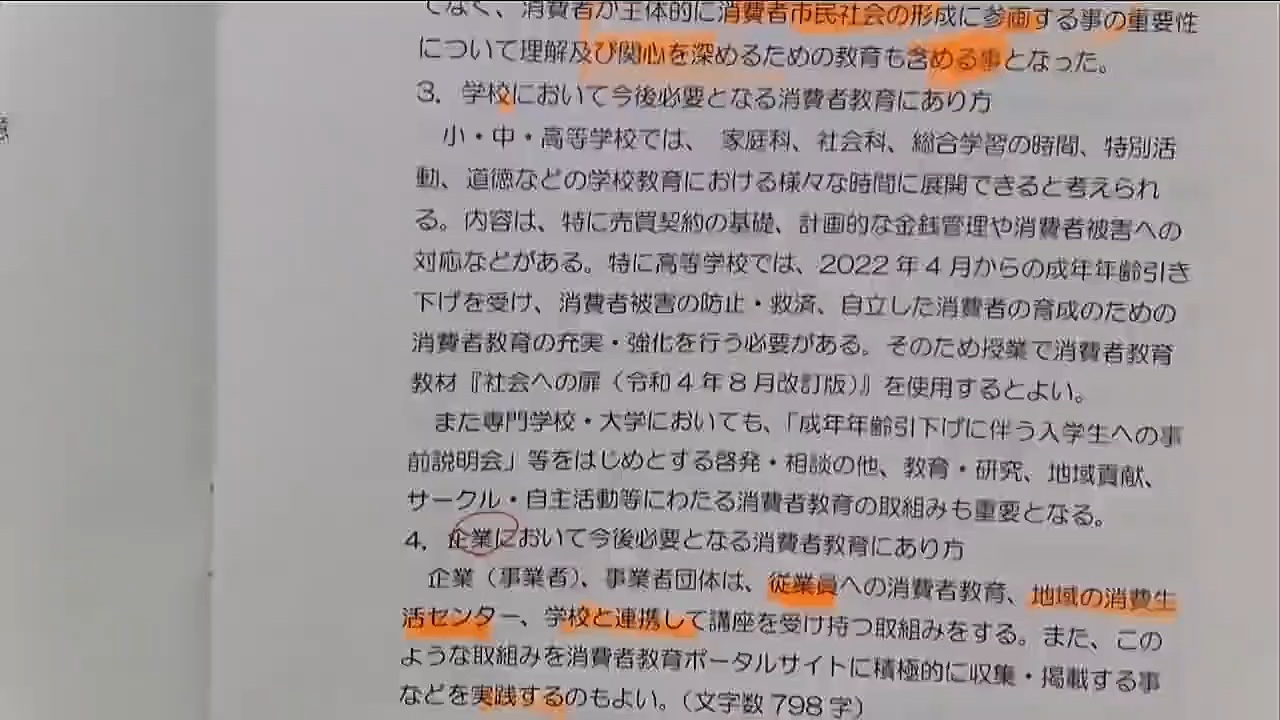 でなく、消費者が主体的に消費者市民社会の形成に参画する事の重要性
について理解及び関心を深めるための教育も含める事となった。
3．学校において今後必要となる消費者教育にあり方
小・中・高等学校では、 家庭科、社会科、総合学習の時間、特別活
動、道徳などの学校教育における様々な時間に展開できると考えられ
る。内容は、特に売買契約の基礎、計画的な金銭管理や消費者被害への
対応などがある。特に高等学校では、2022 年 4 月からの成年年齢引き
下げを受け、消費者被害の防止・救済、自立した消費者の育成のための
消費者教育の充実・強化を行う必要がある。そのため授業で消費者教育
教材『社会への扉（令和 4 年 8 月改訂版）』を使用するとよい。
また専門学校・大学においても、「成年年齢引下げに伴う入学生への事
前説明会」等をはじめとする啓発・相談の他、教育・研究、地域貢献、
サークル・自主活動等にわたる消費者教育の取組みも重要となる。
4．企業において今後必要となる消費者教育にあり方
企業（事業者）、事業者団体は、従業員への消費者教育、地域の消費生
活センター、学校と連携して講座を受け持つ取組みをする。また、この
ような取組みを消費者教育ポータルサイトに積極的に収集・掲載する事
などを実践するのもよい。（文字数 798 字）